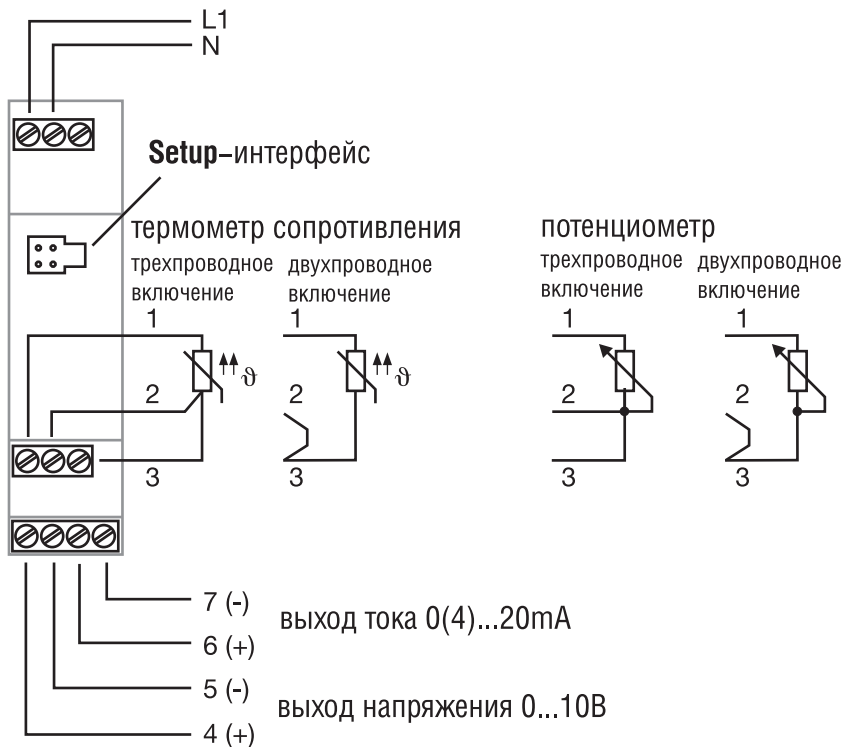 L1
N
Setup-интерфейс
термометр сопротивления
трехпроводное включение
двухпроводное включение
потенциометр
трехпроводное включение
двухпроводное включение
1
2
3
ϑ
1
2
3
ϑ
1
2
3
1
2
3
7 (-)
6 (+)
выход тока 0(4)...20mA
5 (-)
4 (+)
выход напряжения 0...10В